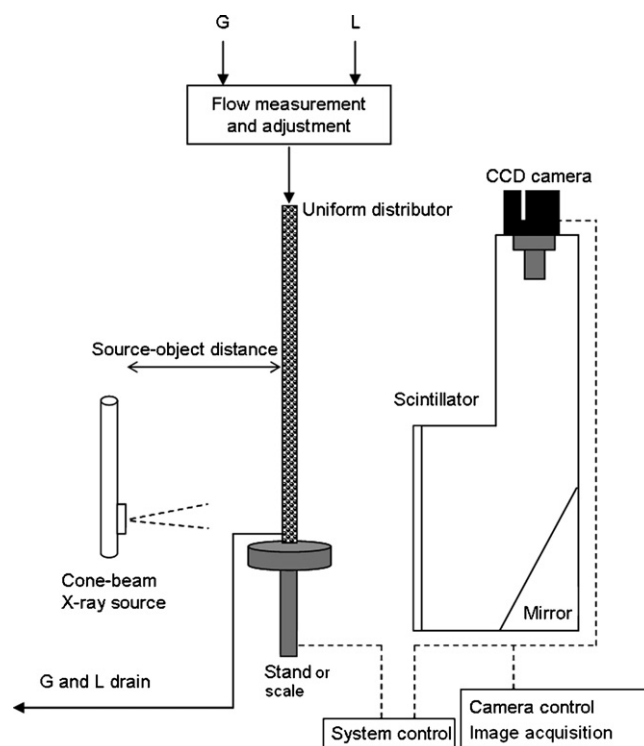 G
L
Flow measurement
and adjustment
CCD camera
Uniform distributor
Source-object distance
Scintillator
Cone-beam
X-ray source
Mirror
Stand or
scale
G and L drain
System control
Camera control
Image acquisition